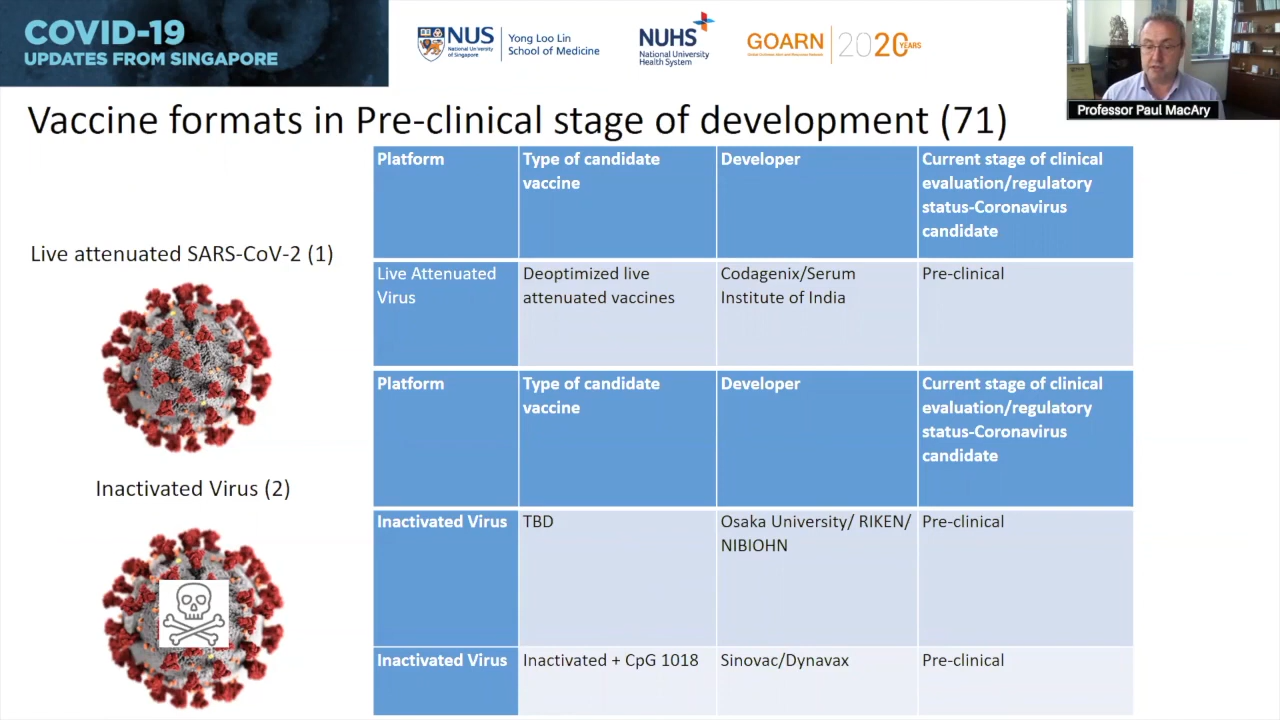 COVID-19
UPDATES FROM SINGAPORE
NUS
National University
of Singapore
Yong Loo Lin
School of Medicine
NUHS
National University
Health System
GOARN
2020 YEARS
Professor Paul MacAry
Vaccine formats in Pre-clinical stage of development (71)
Live attenuated SARS-CoV-2 (1)
Inactivated Virus (2)
Platform
Type of candidate
vaccine
Developer
Current stage of clinical
evaluation/regulatory
status-Coronavirus
candidate
Live Attenuated
Virus
Deoptimized live
attenuated vaccines
Codagenix/Serum
Institute of India
Pre-clinical
Platform
Type of candidate
vaccine
Developer
Current stage of clinical
evaluation/regulatory
status-Coronavirus
candidate
Inactivated Virus
TBD
Osaka University/ RIKEN/
NIBIOHN
Pre-clinical
Inactivated Virus
Inactivated + CpG 1018
Sinovac/Dynavax
Pre-clinical